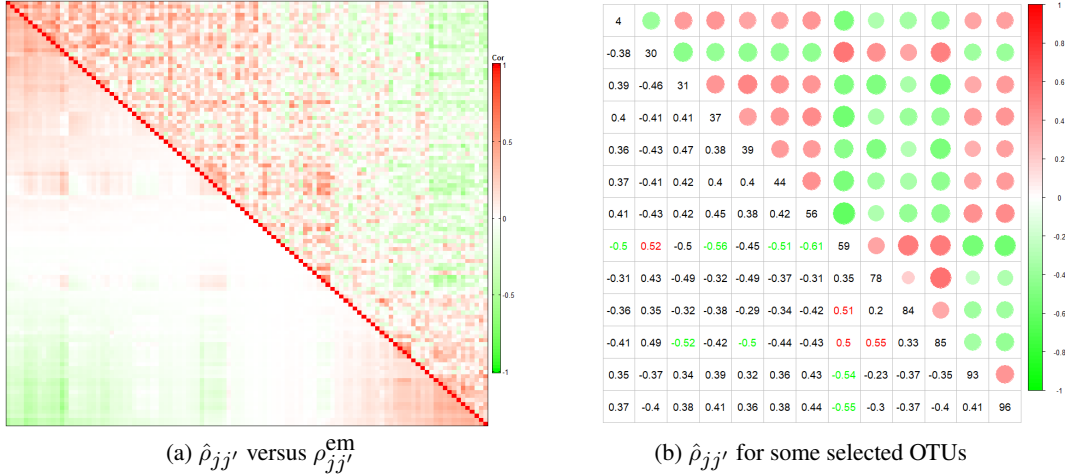 Cor
1
0.5
0
-0.5
-1
4
-0.38 30
0.39 -0.46 31
0.4 -0.41 0.41 37
0.36 -0.43 0.47 0.38 39
0.37 -0.41 0.42 0.4 0.4 44
0.41 -0.43 0.42 0.45 0.38 0.42 56
-0.5 0.52 -0.5 -0.56 -0.45 -0.51 -0.61 59
-0.31 0.43 -0.49 -0.32 -0.49 -0.37 -0.31 0.35 78
-0.36 0.35 -0.32 -0.38 -0.29 -0.34 -0.42 0.51 0.2 84
-0.41 0.49 -0.52 -0.42 -0.5 -0.44 -0.43 0.5 0.55 0.33 85
0.35 -0.37 0.34 0.39 0.32 0.36 0.43 -0.54 -0.23 -0.37 -0.35 93
0.37 -0.4 0.38 0.41 0.36 0.38 0.44 -0.55 -0.3 -0.37 -0.4 0.41 96
1
0.8
0.6
0.4
0.2
0
-0.2
-0.4
-0.6
-0.8
-1
(a) ρ̂jj′ versus ρjj′^em
(b) ρ̂jj′ for some selected OTUs